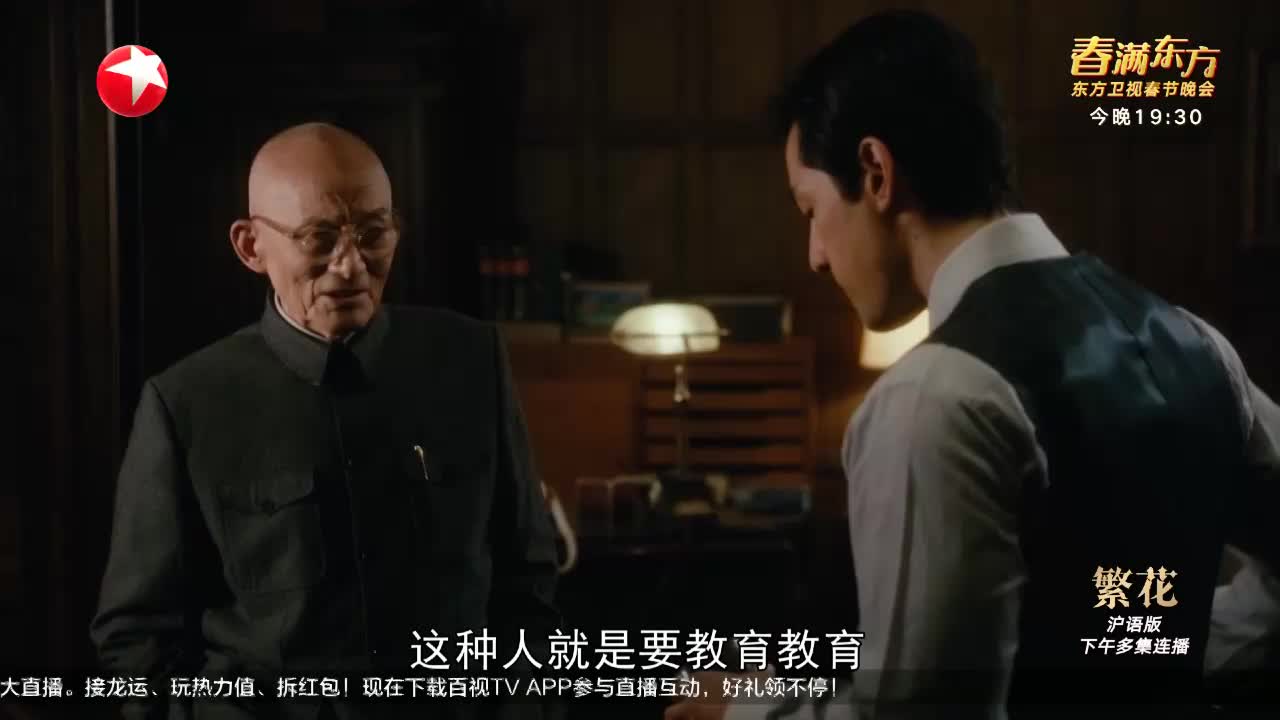 春满东方
东方卫视春节晚会
今晚19:30
繁花
沪语版
下午多集连播
这种人就是要教育教育
大直播。接龙运、玩热力值、拆红包！现在下载百视TV APP参与直播互动，好礼领不停！